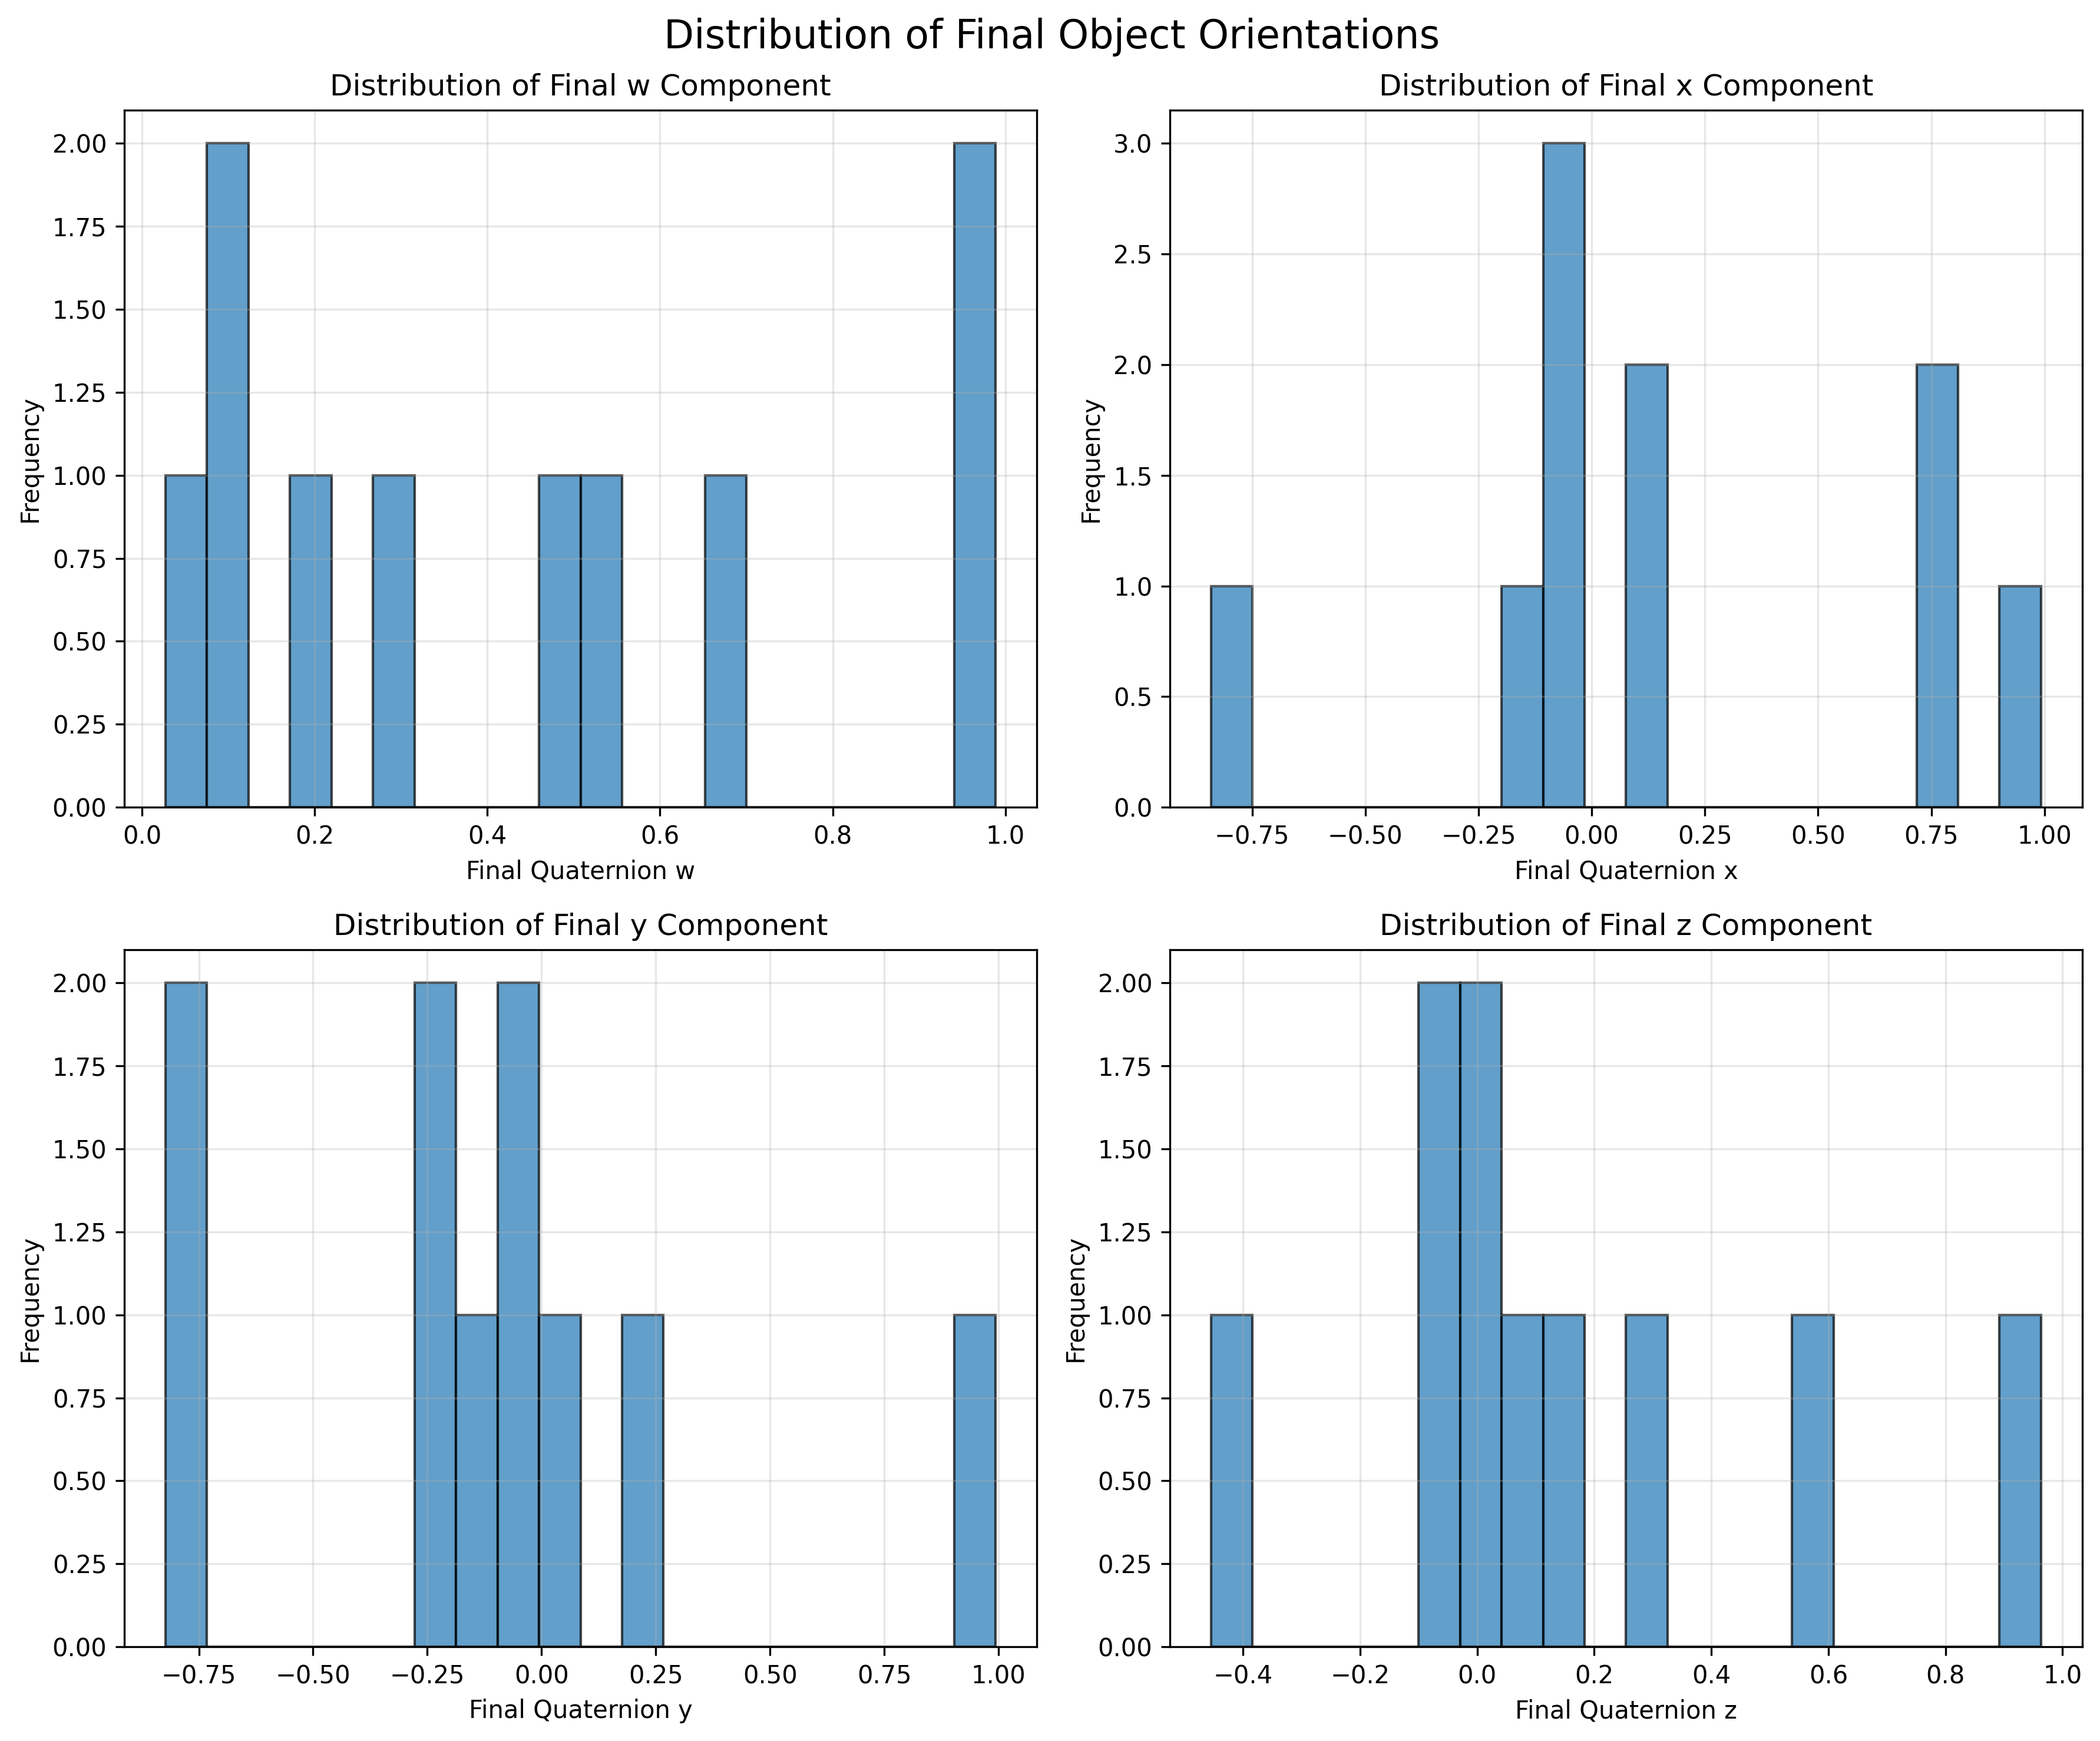 Distribution of Final Object Orientations
Distribution of Final w Component
Frequency
2.00
1.75
1.50
1.25
1.00
0.75
0.50
0.25
0.00
0.0 0.2 0.4 0.6 0.8 1.0
Final Quaternion w
Distribution of Final x Component
Frequency
3.0
2.5
2.0
1.5
1.0
0.5
0.0
−0.75 −0.50 −0.25 0.00 0.25 0.50 0.75 1.00
Final Quaternion x
Distribution of Final y Component
Frequency
2.00
1.75
1.50
1.25
1.00
0.75
0.50
0.25
0.00
−0.75 −0.50 −0.25 0.00 0.25 0.50 0.75 1.00
Final Quaternion y
Distribution of Final z Component
Frequency
2.00
1.75
1.50
1.25
1.00
0.75
0.50
0.25
0.00
−0.4 −0.2 0.0 0.2 0.4 0.6 0.8 1.0
Final Quaternion z